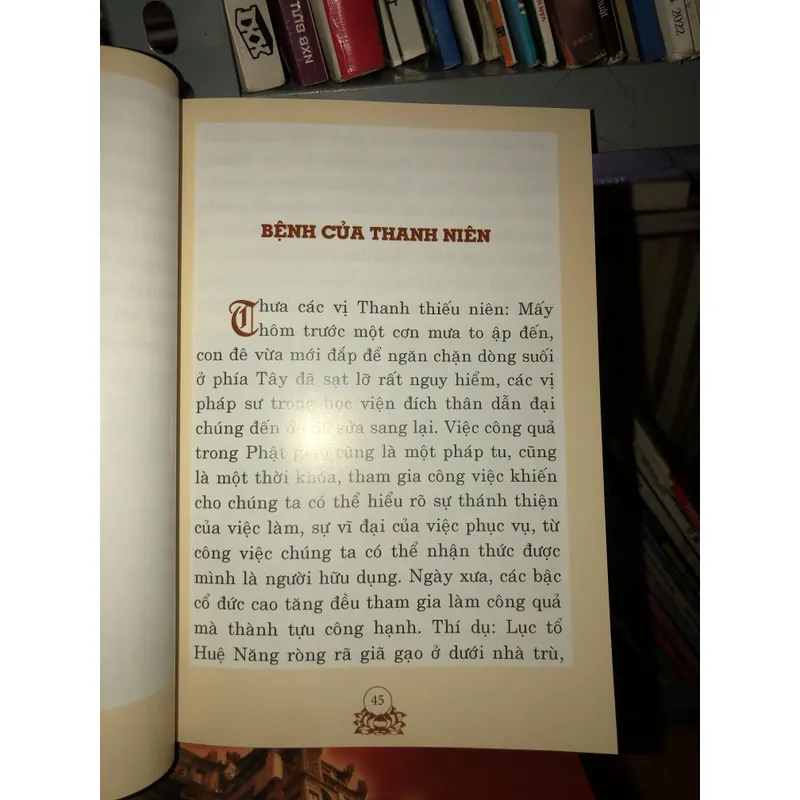 NXB BƯU
2022
BỆNH CỦA THANH NIÊN
Thưa các vị Thanh thiếu niên: Mấy
hôm trước một cơn mưa to ập đến,
con đê vừa mới đắp để ngăn chặn dòng suối
ở phía Tây đã sạt lỡ rất nguy hiểm, các vị
pháp sư trong học viện đích thân dẫn đại
chúng đến sửa sang lại. Việc công quả
trong Phật giáo cũng là một pháp tu, cũng
là một thời khóa, tham gia công việc khiến
cho chúng ta có thể hiểu rõ sự thánh thiện
của việc làm, sự vĩ đại của việc phục vụ, từ
công việc chúng ta có thể nhận thức được
mình là người hữu dụng. Ngày xưa, các bậc
cổ đức cao tăng đều tham gia làm công quả
mà thành tựu công hạnh. Thí dụ: Lục tổ
Huệ Năng ròng rã giã gạo ở dưới nhà trù,
45